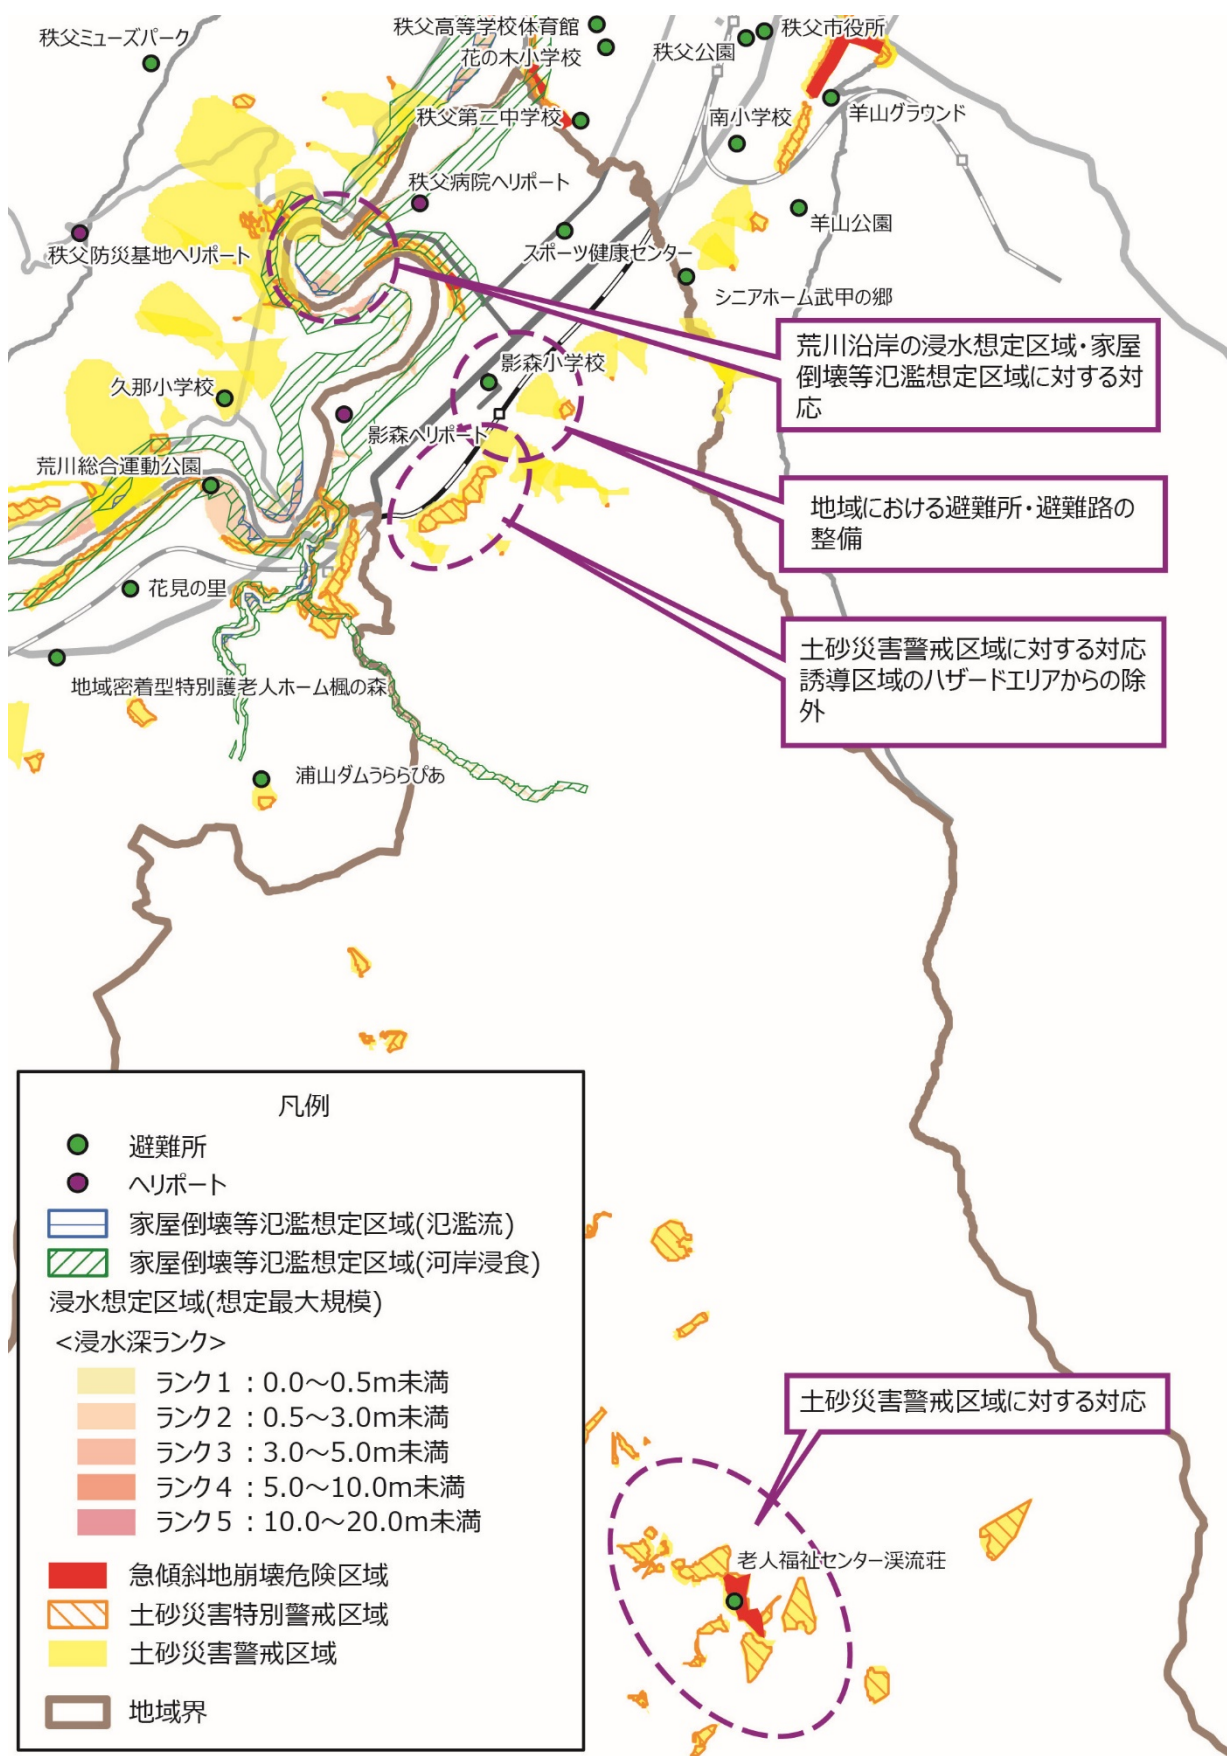 秩父高等学校体育館
秩父市役所
秩父ミューズパーク
花の木小学校
秩父公園
秩父第二中学校
南小学校
羊山グラウンド
秩父病院ヘリポート
羊山公園
秩父防災基地ヘリポート
スポーツ健康センター
シニアホーム武甲の郷
荒川沿岸の浸水想定区域・家屋
倒壊等氾濫想定区域に対する対
応
影森小学校
久那小学校
影森ヘリポート
荒川総合運動公園
地域における避難所・避難路の
整備
花見の里
土砂災害警戒区域に対する対応
誘導区域のハザードエリアからの除
外
地域密着型特別護老人ホーム楓の森
浦山ダムうららぴあ
凡例
避難所
ヘリポート
家屋倒壊等氾濫想定区域(氾濫流)
家屋倒壊等氾濫想定区域(河岸浸食)
浸水想定区域(想定最大規模)
<浸水深ランク>
ランク1：0.0～0.5m未満
ランク2：0.5～3.0m未満
ランク3：3.0～5.0m未満
ランク4：5.0～10.0m未満
ランク5：10.0～20.0m未満
急傾斜地崩壊危険区域
土砂災害特別警戒区域
土砂災害警戒区域
地域界
土砂災害警戒区域に対する対応
老人福祉センター渓流荘